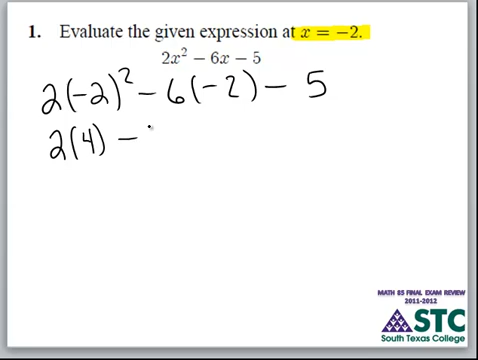 1. Evaluate the given expression at x = −2.
2x² − 6x − 5
2(-2)² - 6(-2) - 5
2(4) -
MATH 85 FINAL EXAM REVIEW
2011-2012
STC
South Texas College